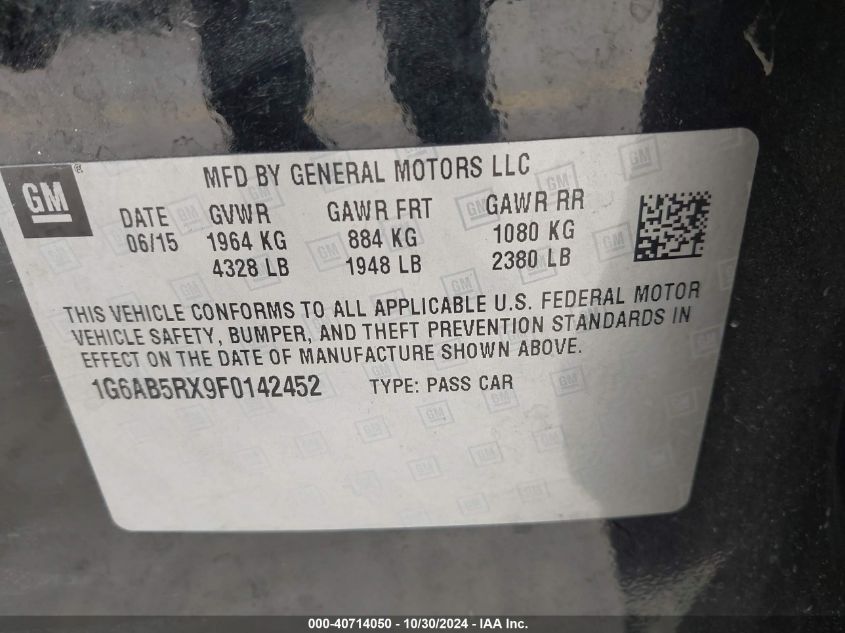 GM
MFD BY GENERAL MOTORS LLC
DATE GVWR GAWR FRT GAWR RR
06/15 1964 KG 884 KG 1080 KG
4328 LB 1948 LB 2380 LB
THIS VEHICLE CONFORMS TO ALL APPLICABLE U.S. FEDERAL MOTOR
VEHICLE SAFETY, BUMPER, AND THEFT PREVENTION STANDARDS IN
EFFECT ON THE DATE OF MANUFACTURE SHOWN ABOVE.
1G6AB5RX9F0142452 TYPE: PASS CAR
000-40714050 - 10/30/2024 - IAA Inc.